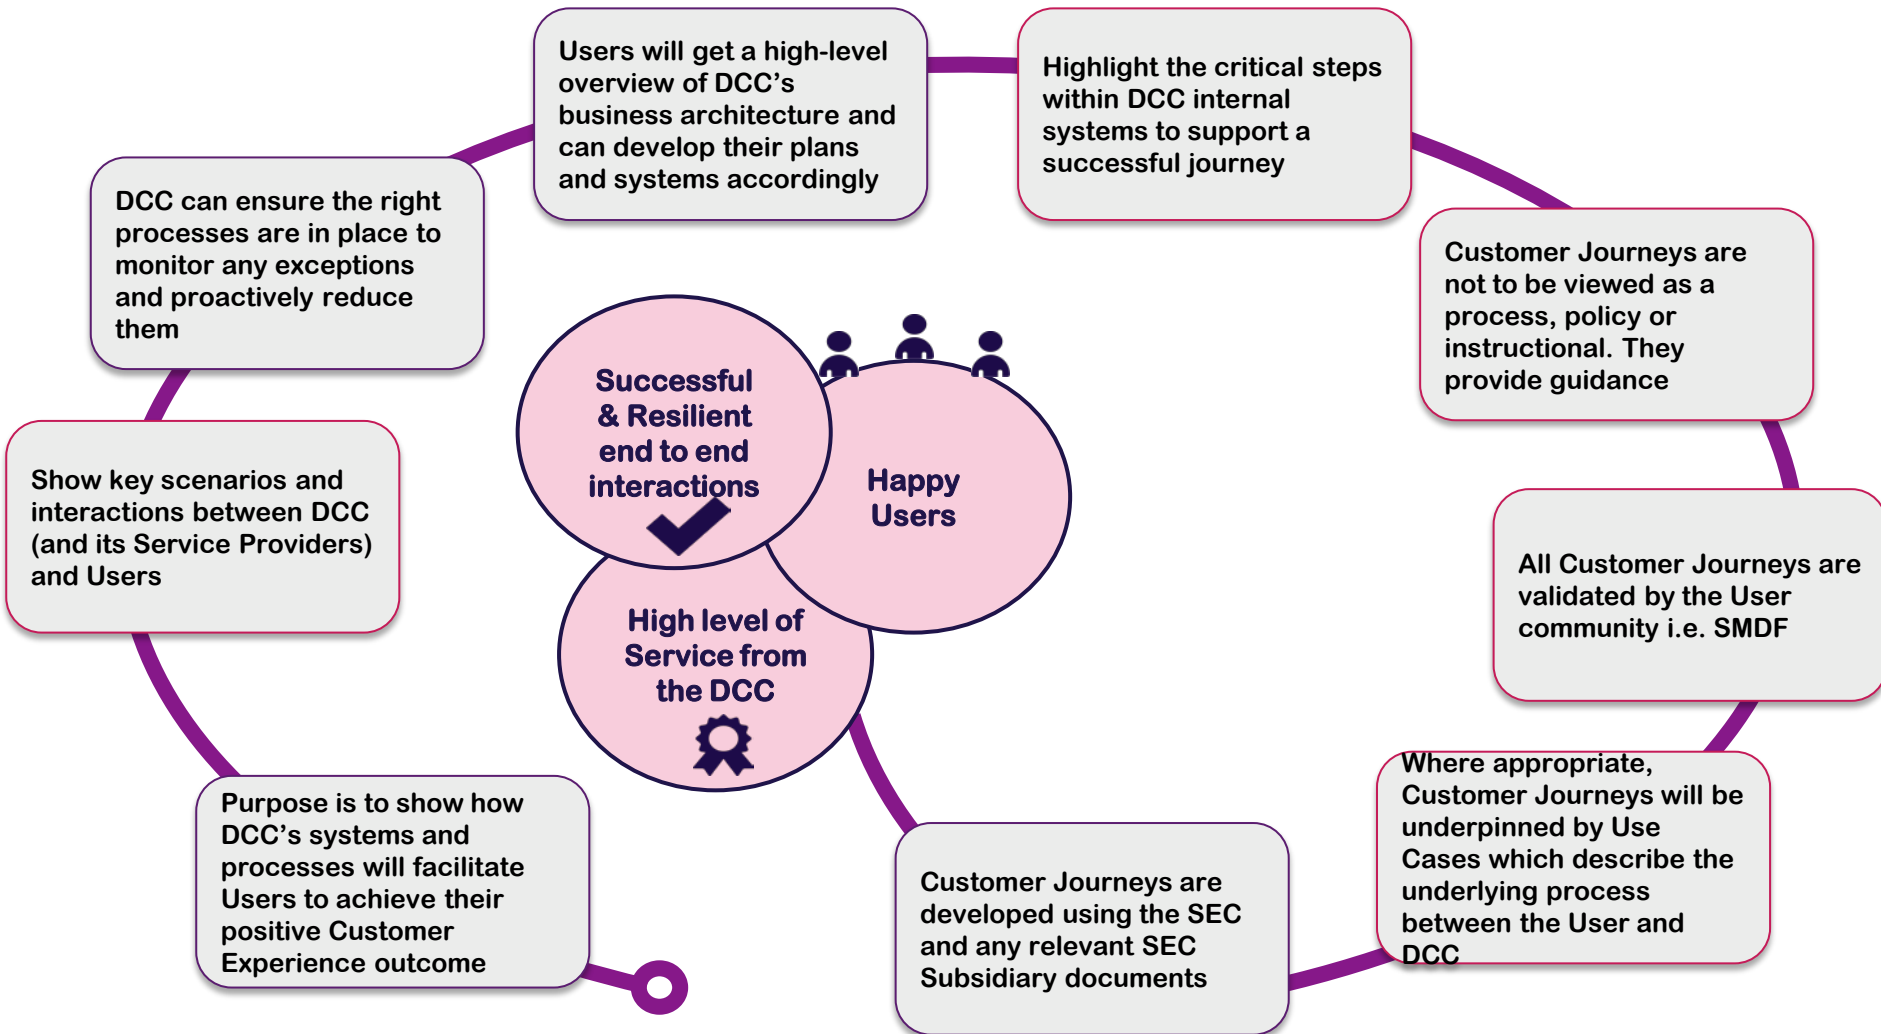 Purpose is to show how
DCC’s systems and
processes will facilitate
Users to achieve their
positive Customer
Experience outcome
Show key scenarios and
interactions between DCC
(and its Service Providers)
and Users
DCC can ensure the right
processes are in place to
monitor any exceptions
and proactively reduce
them
Users will get a high-level
overview of DCC’s
business architecture and
can develop their plans
and systems accordingly
Highlight the critical steps
within DCC internal
systems to support a
successful journey
Customer Journeys are
not to be viewed as a
process, policy or
instructional. They
provide guidance
All Customer Journeys are
validated by the User
community i.e. SMDF
Where appropriate,
Customer Journeys will be
underpinned by Use
Cases which describe the
underlying process
between the User and
DCC
Customer Journeys are
developed using the SEC
and any relevant SEC
Subsidiary documents
Successful
& Resilient
end to end
interactions
Happy
Users
High level of
Service from
the DCC